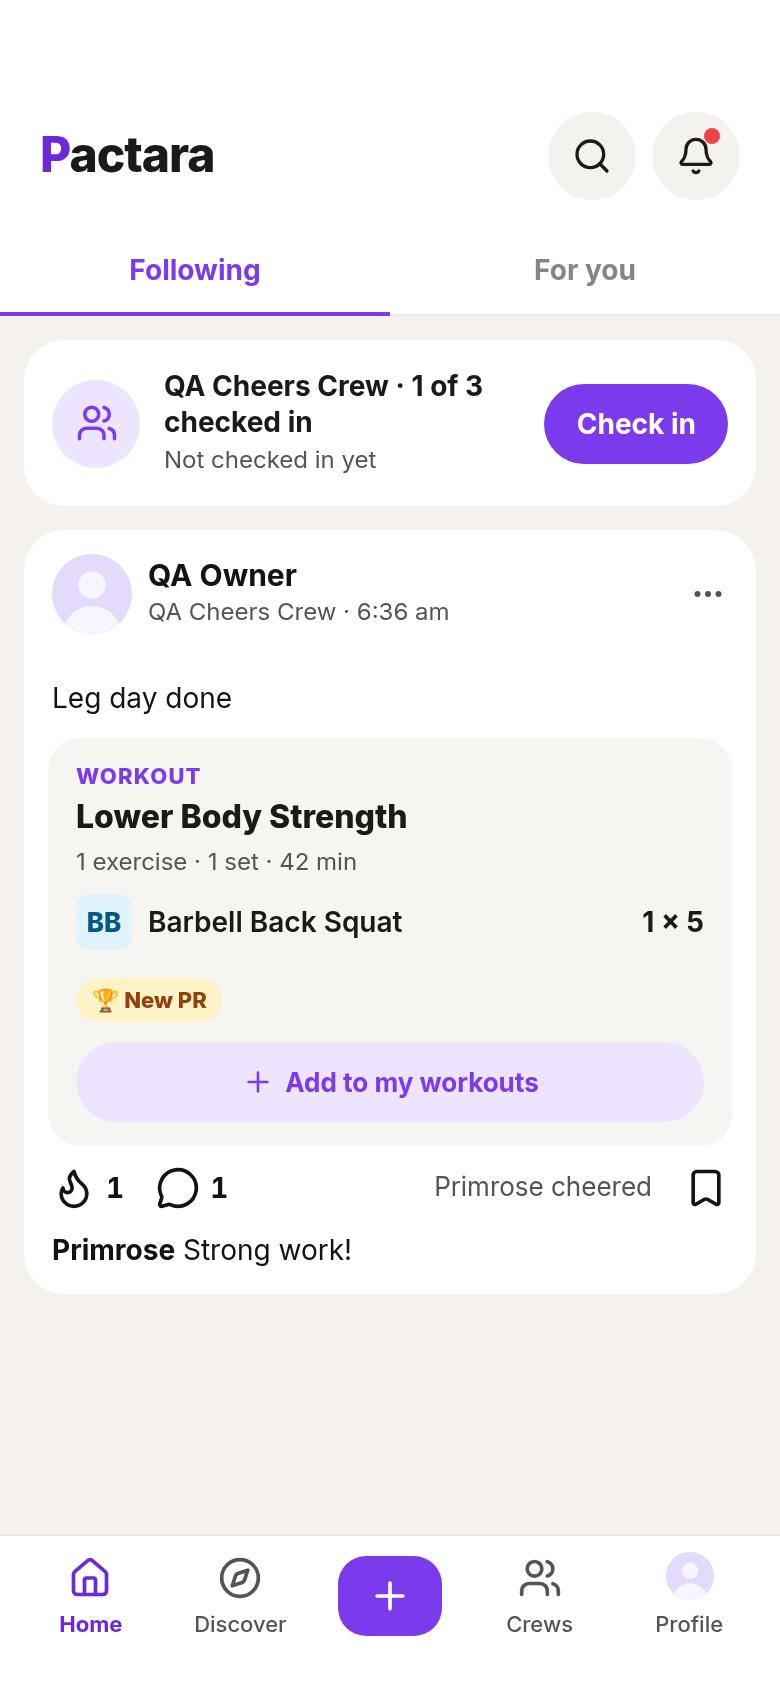 Pactara
Following
For you
QA Cheers Crew · 1 of 3
checked in
Not checked in yet
Check in
QA Owner
QA Cheers Crew · 6:36 am
Leg day done
WORKOUT
Lower Body Strength
1 exercise · 1 set · 42 min
BB
Barbell Back Squat
1 × 5
🏆 New PR
Add to my workouts
1
1
Primrose cheered
Primrose Strong work!
Home
Discover
Crews
Profile